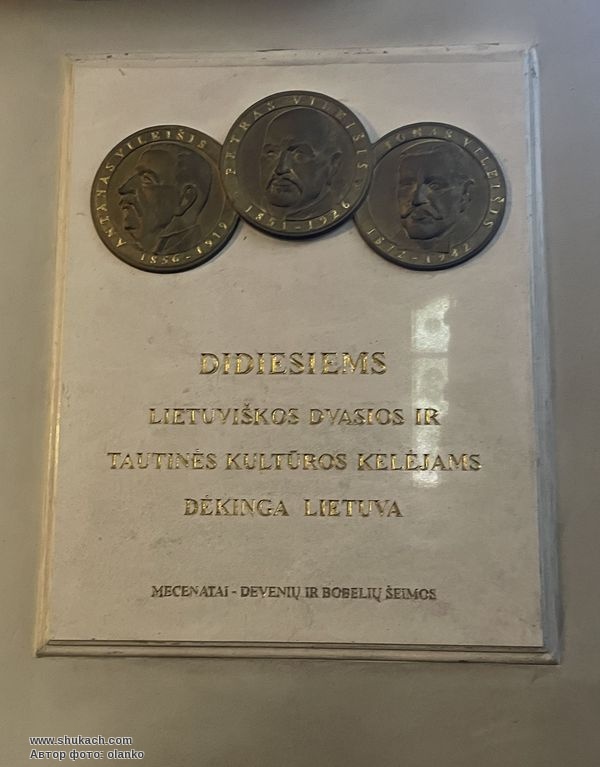 ANTANAS VILEIŠIS
1856 - 1919
PETRAS VILEIŠIS
1851 - 1926
JONAS VILEIŠIS
1872 - 1942
DIDIESIEMS
LIETUVIŠKOS DVASIOS IR
TAUTINĖS KULTŪROS KĖLĖJAMS
DĖKINGA LIETUVA
MECENATAI - DEVENIŲ IR BOBELIŲ ŠEIMOS
www.shukach.com
Автор фото: olanko